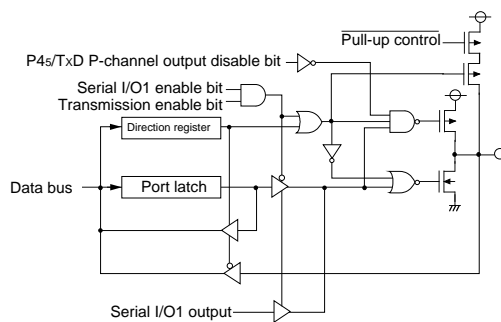 Pull-up control
P45/TxD P-channel output disable bit
Serial I/O1 enable bit
Transmission enable bit
Direction register
Data bus
Port latch
Serial I/O1 output